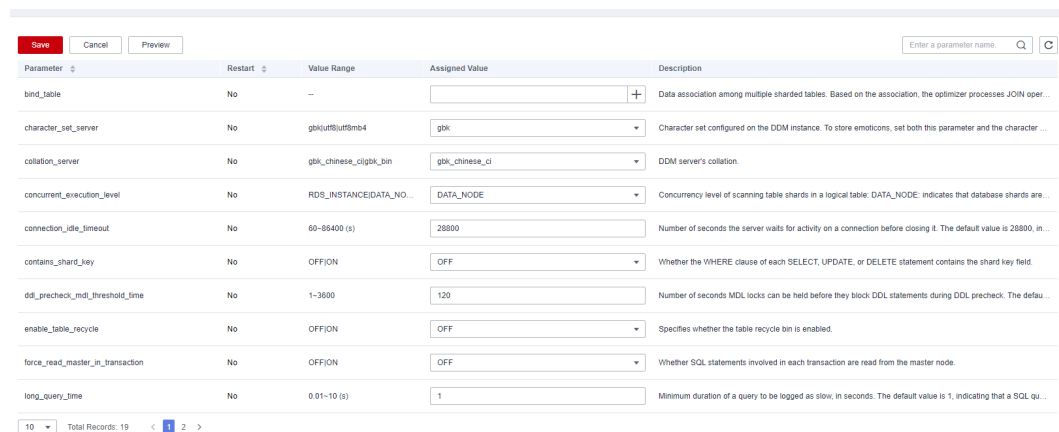 Save Cancel Preview Enter a parameter name.
Parameter Restart Value Range Assigned Value Description
bind_table No -- Data association among multiple sharded tables. Based on the association, the optimizer processes JOIN oper...
character_set_server No gbk|utf8|utf8mb4 gbk Character set configured on the DDM instance. To store emoticons, set both this parameter and the character ...
collation_server No gbk_chinese_ci|gbk_bin gbk_chinese_ci DDM server's collation.
concurrent_execution_level No RDS_INSTANCE|DATA_NO... DATA_NODE Concurrency level of scanning table shards in a logical table: DATA_NODE: indicates that database shards are...
connection_idle_timeout No 60~86400 (s) 28800 Number of seconds the server waits for activity on a connection before closing it. The default value is 28800, in...
contains_shard_key No OFF|ON OFF Whether the WHERE clause of each SELECT, UPDATE, or DELETE statement contains the shard key field.
ddl_precheck_mdl_threshold_time No 1~3600 120 Number of seconds MDL locks can be held before they block DDL statements during DDL precheck. The defau...
enable_table_recycle No OFF|ON OFF Specifies whether the table recycle bin is enabled.
force_read_master_in_transaction No OFF|ON OFF Whether SQL statements involved in each transaction are read from the master node.
long_query_time No 0.01~10 (s) 1 Minimum duration of a query to be logged as slow, in seconds. The default value is 1, indicating that a SQL qu...
10 Total Records: 19 < 1 2 >